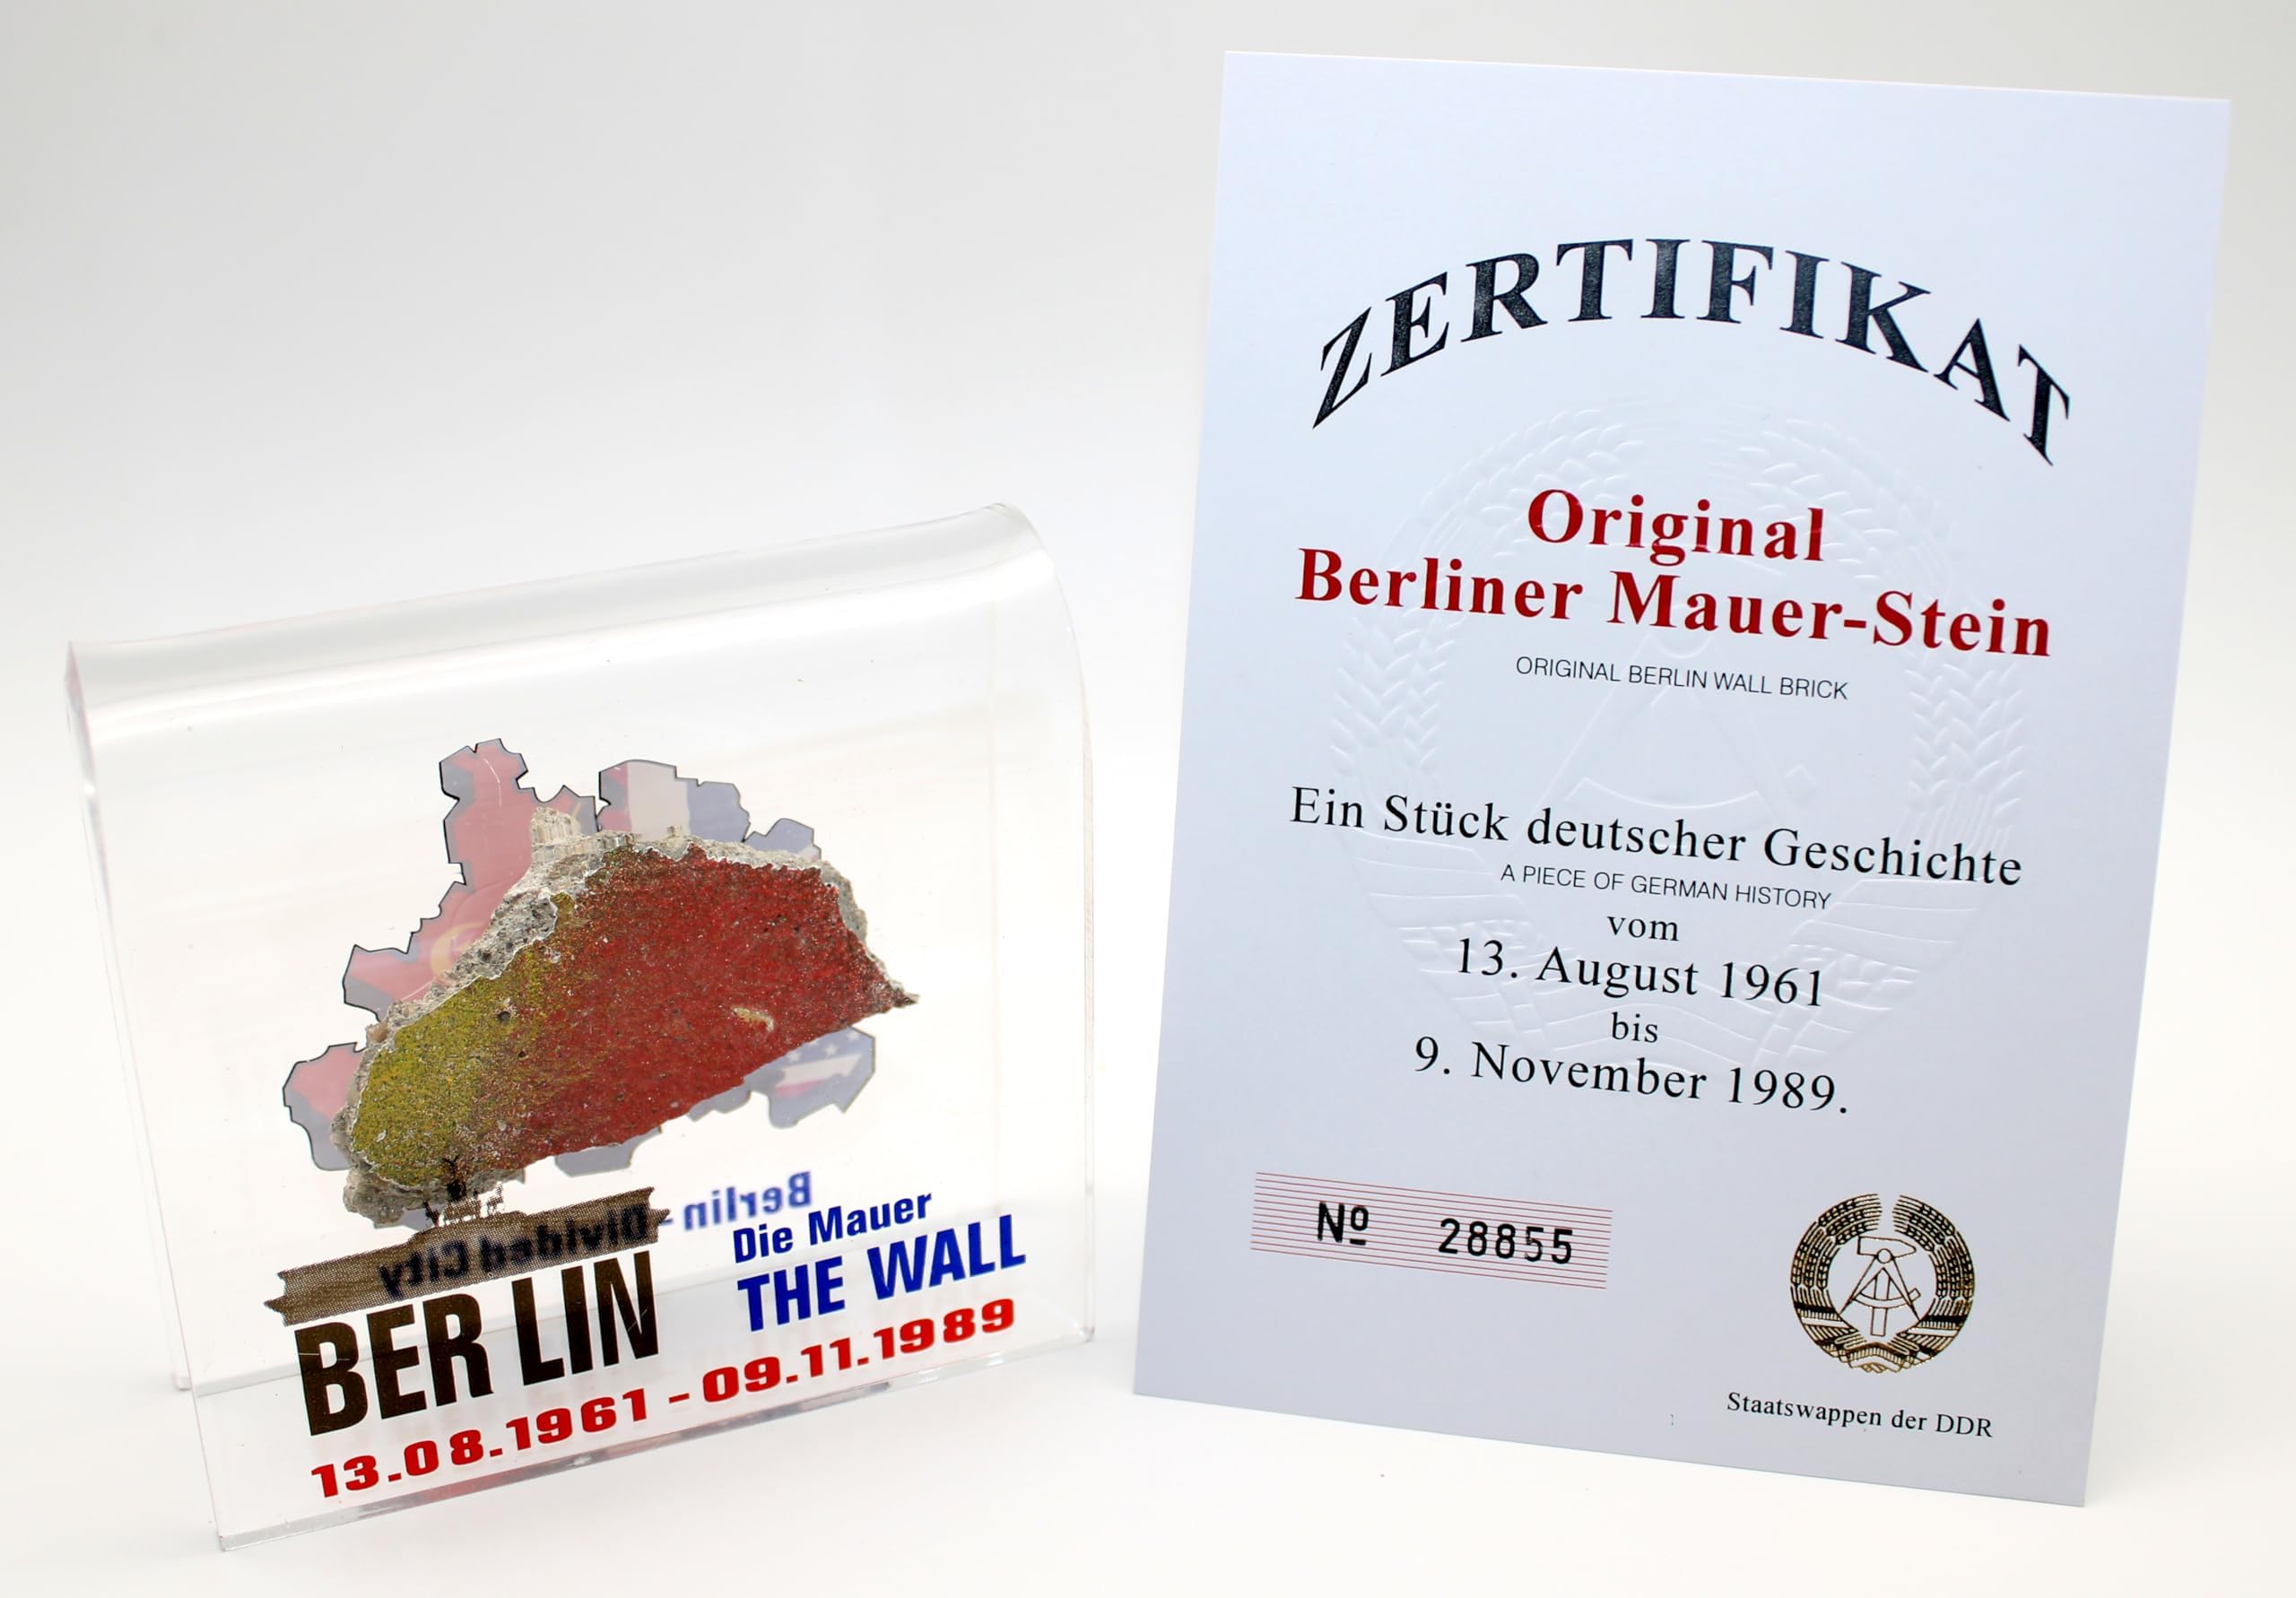 Berlin -
Divided City
BERLIN
Die Mauer
THE WALL
13.08.1961 - 09.11.1989
ZERTIFIKAT
Original
Berliner Mauer-Stein
ORIGINAL BERLIN WALL BRICK
Ein Stück deutscher Geschichte
A PIECE OF GERMAN HISTORY
vom
13. August 1961
bis
9. November 1989.
Nº 28855
Staatswappen der DDR